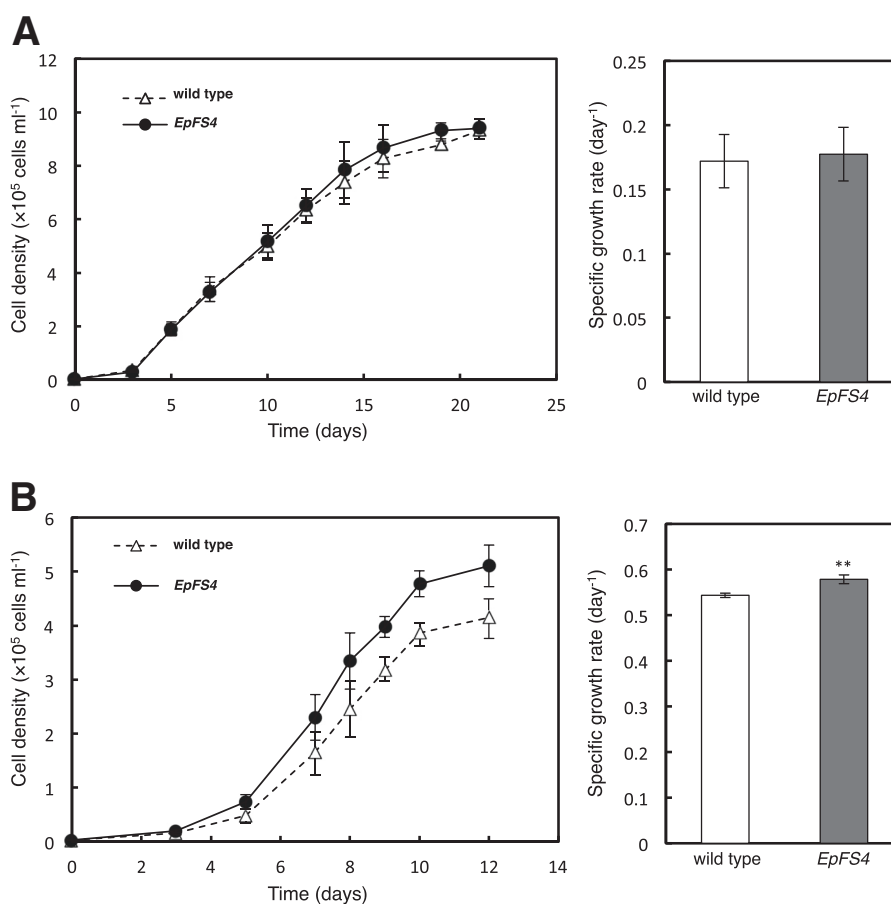 A
12
10
8
6
4
2
0
0 5 10 15 20 25
Cell density (×10⁵ cells ml⁻¹)
Time (days)
wild type
EpFS4
0.25
0.2
0.15
0.1
0.05
0
Specific growth rate (day⁻¹)
wild type EpFS4
B
6
5
4
3
2
1
0
0 2 4 6 8 10 12 14
Cell density (×10⁵ cells ml⁻¹)
Time (days)
wild type
EpFS4
0.7
0.6
0.5
0.4
0.3
0.2
0.1
0
Specific growth rate (day⁻¹)
**
wild type EpFS4